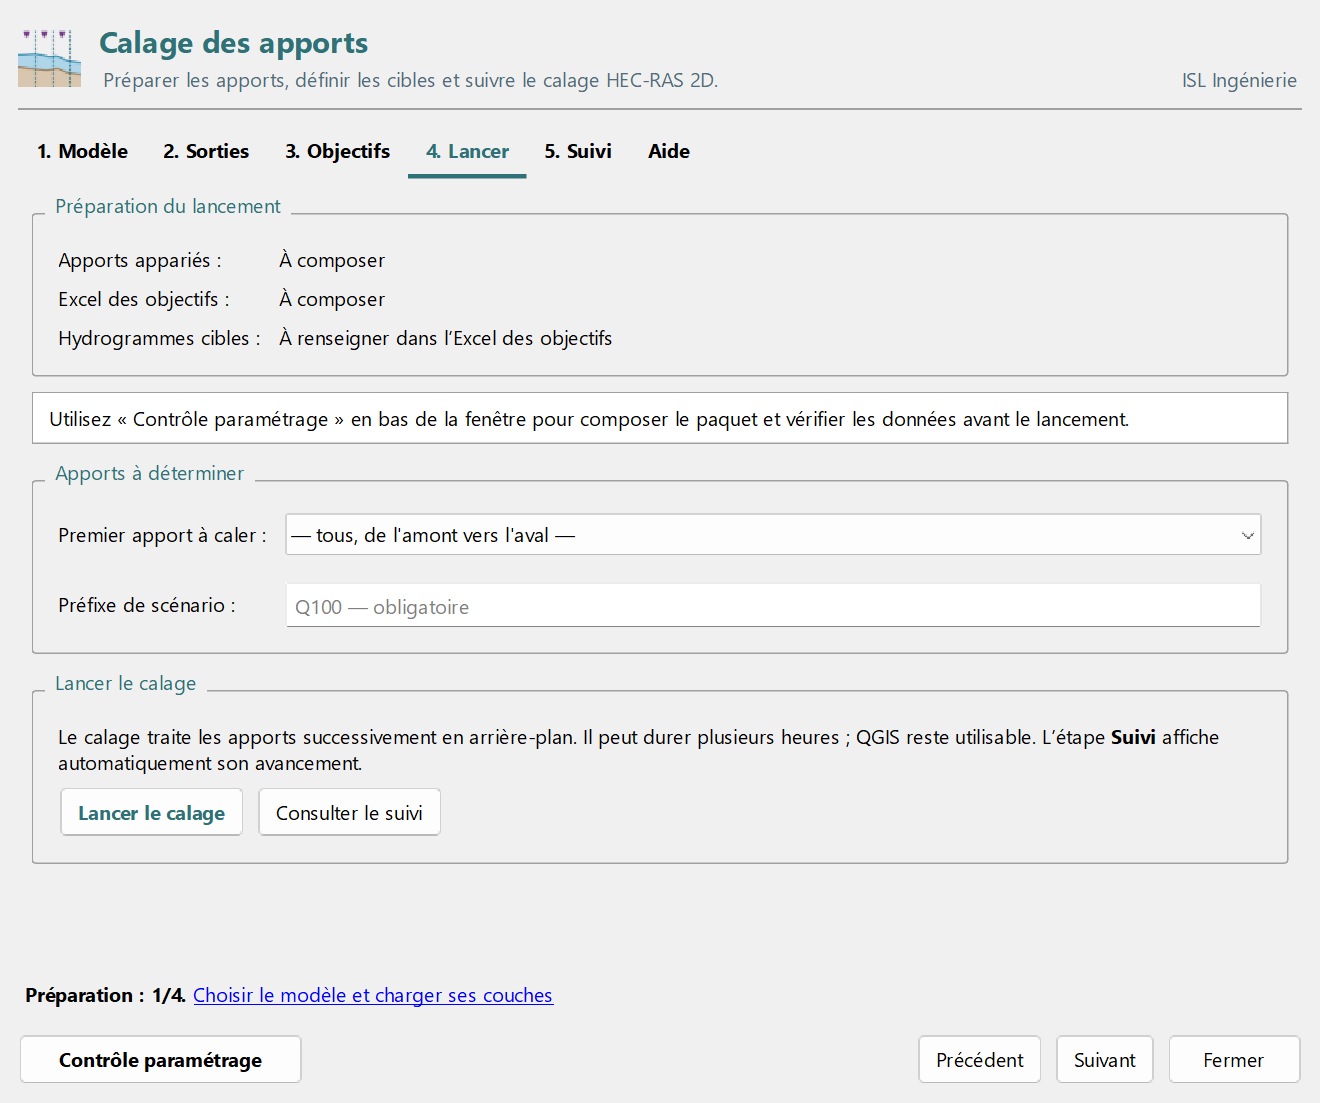 Calage des apports
Préparer les apports, définir les cibles et suivre le calage HEC-RAS 2D.
ISL Ingénierie
1. Modèle
2. Sorties
3. Objectifs
4. Lancer
5. Suivi
Aide
Préparation du lancement
Apports appariés : À composer
Excel des objectifs : À composer
Hydrogrammes cibles : À renseigner dans l’Excel des objectifs
Utilisez « Contrôle paramétrage » en bas de la fenêtre pour composer le paquet et vérifier les données avant le lancement.
Apports à déterminer
Premier apport à caler : — tous, de l'amont vers l'aval —
Préfixe de scénario : Q100 — obligatoire
Lancer le calage
Le calage traite les apports successivement en arrière-plan. Il peut durer plusieurs heures ; QGIS reste utilisable. L’étape Suivi affiche
automatiquement son avancement.
Lancer le calage
Consulter le suivi
Préparation : 1/4. Choisir le modèle et charger ses couches
Contrôle paramétrage
Précédent
Suivant
Fermer